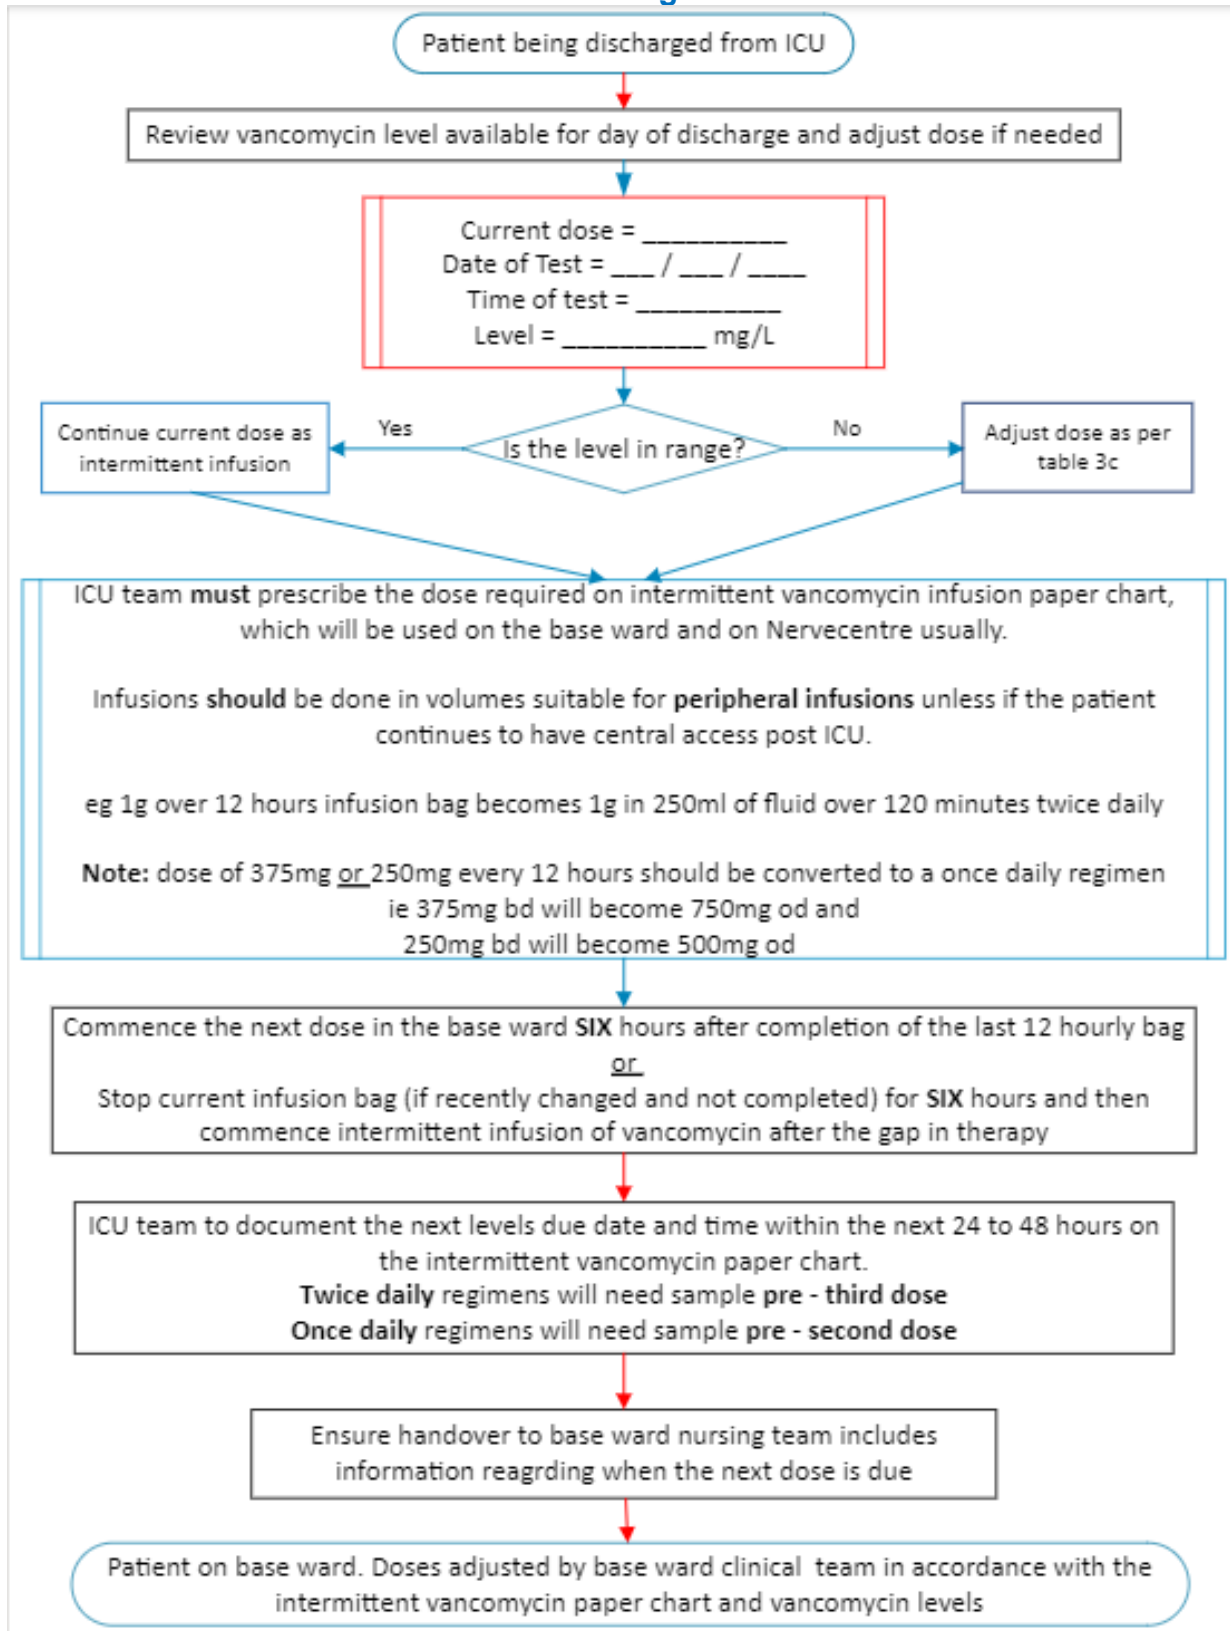 Patient being discharged from ICU
Review vancomycin level available for day of discharge and adjust dose if needed
Current dose = __________
Date of Test = ___ / ___ / ____
Time of test = __________
Level = __________ mg/L
Is the level in range?
Yes
No
Continue current dose as
intermittent infusion
Adjust dose as per
table 3c
ICU team must prescribe the dose required on intermittent vancomycin infusion paper chart,
which will be used on the base ward and on Nervecentre usually.
Infusions should be done in volumes suitable for peripheral infusions unless if the patient
continues to have central access post ICU.
eg 1g over 12 hours infusion bag becomes 1g in 250ml of fluid over 120 minutes twice daily
Note: dose of 375mg or 250mg every 12 hours should be converted to a once daily regimen
ie 375mg bd will become 750mg od and
250mg bd will become 500mg od
Commence the next dose in the base ward SIX hours after completion of the last 12 hourly bag
or
Stop current infusion bag (if recently changed and not completed) for SIX hours and then
commence intermittent infusion of vancomycin after the gap in therapy
ICU team to document the next levels due date and time within the next 24 to 48 hours on
the intermittent vancomycin paper chart.
Twice daily regimens will need sample pre - third dose
Once daily regimens will need sample pre - second dose
Ensure handover to base ward nursing team includes
information reagrding when the next dose is due
Patient on base ward. Doses adjusted by base ward clinical team in accordance with the
intermittent vancomycin paper chart and vancomycin levels